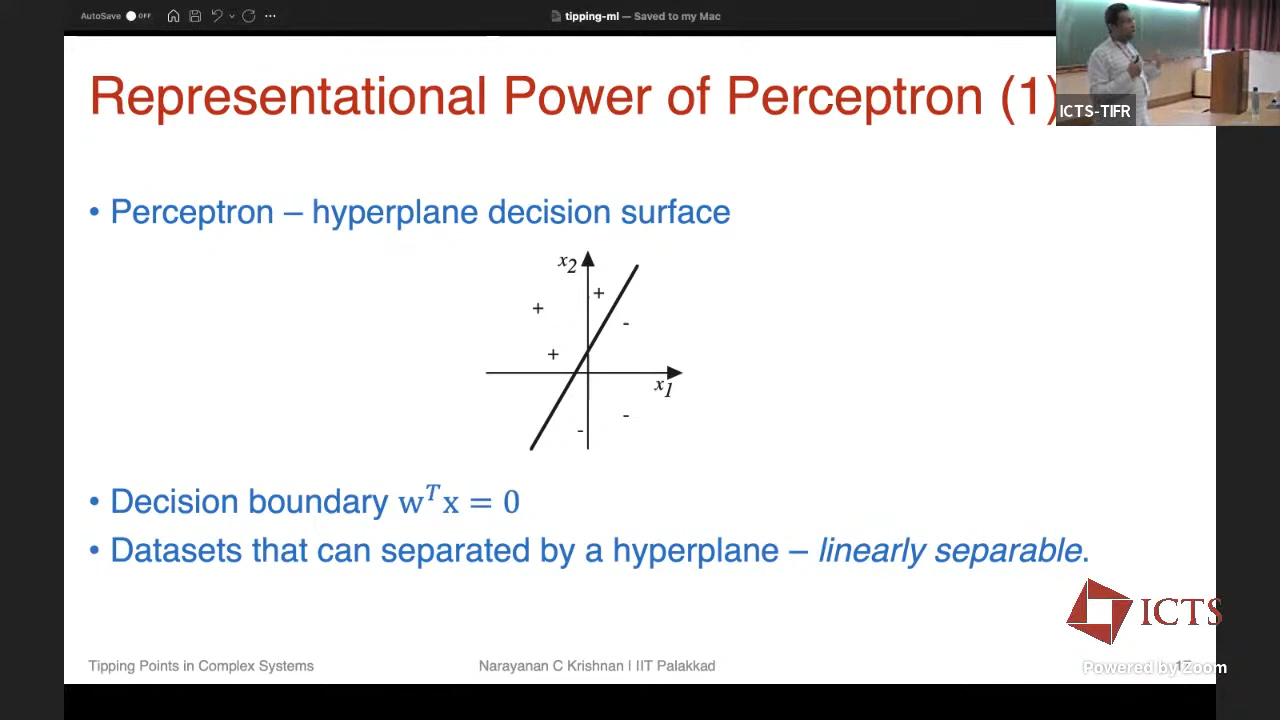 AutoSave OFF
tipping-ml — Saved to my Mac
Representational Power of Perceptron (1)
ICTS-TIFR
• Perceptron – hyperplane decision surface
x2
+
+
-
+
x1
-
-
• Decision boundary wᵀx = 0
• Datasets that can separated by a hyperplane – linearly separable.
ICTS
Tipping Points in Complex Systems
Narayanan C Krishnan | IIT Palakkad
Powered by Zoom